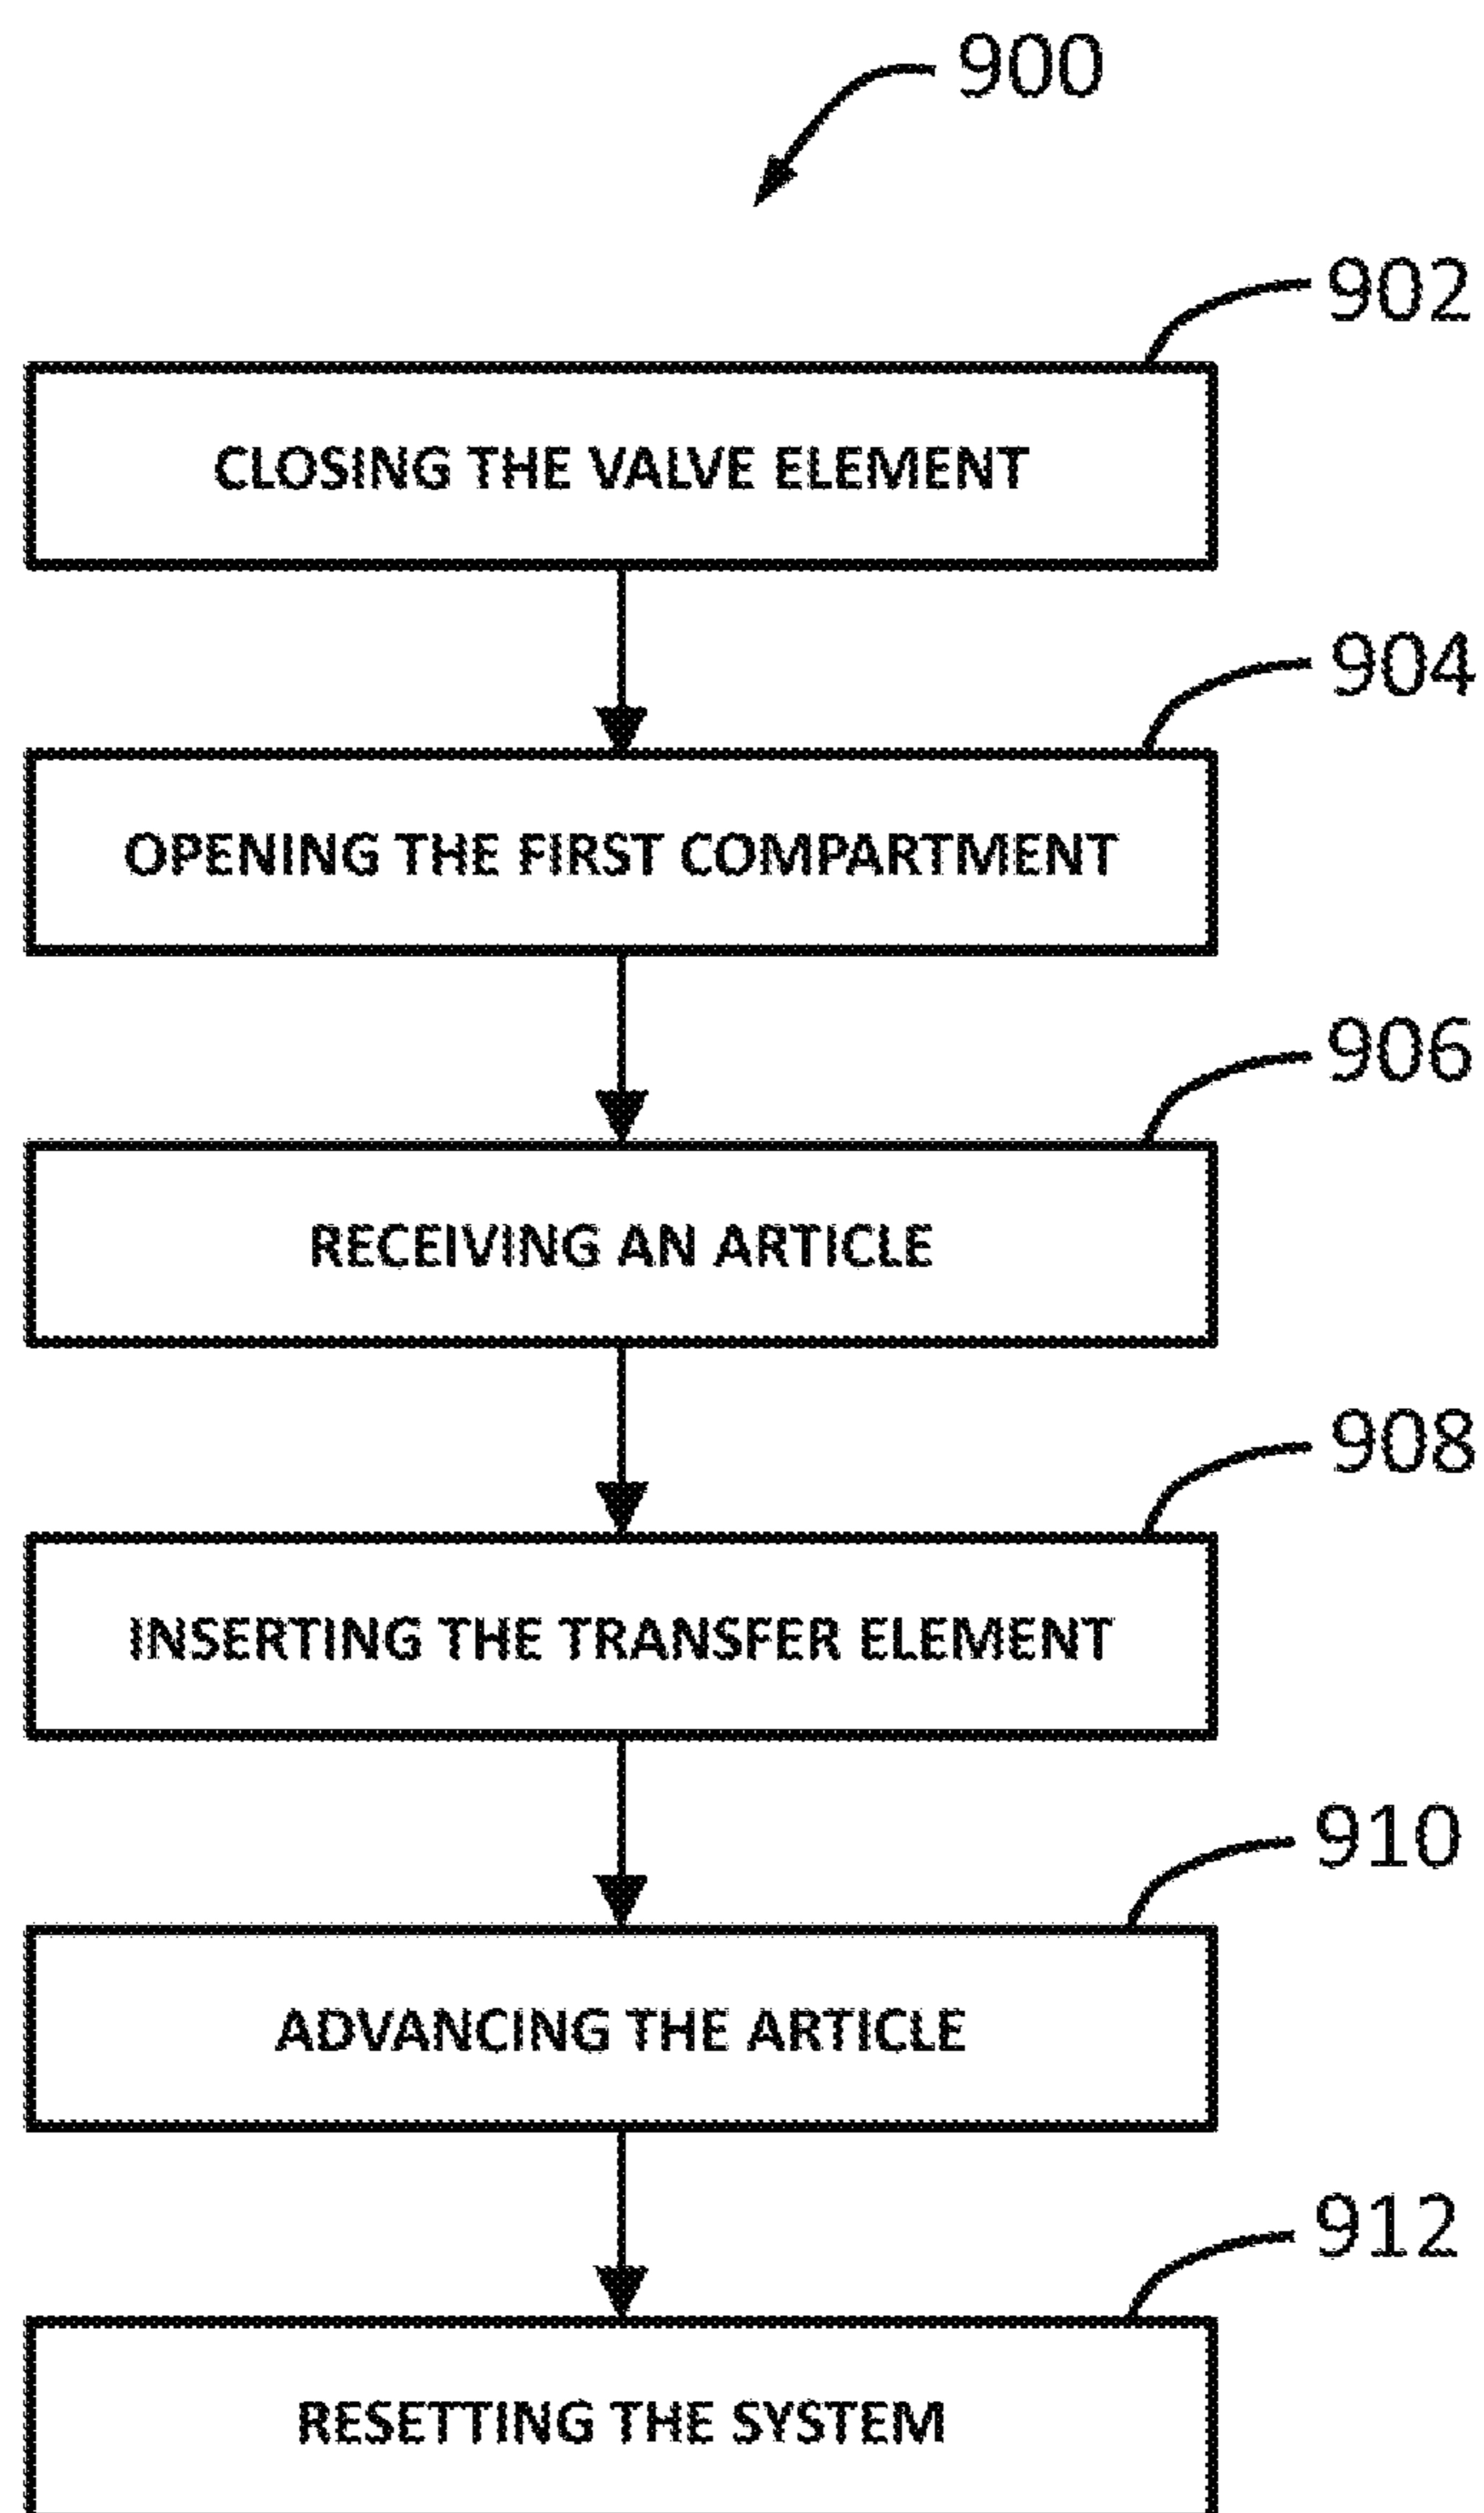 900
902
CLOSING THE VALVE ELEMENT
904
OPENING THE FIRST COMPARTMENT
906
RECEIVING AN ARTICLE
908
INSERTING THE TRANSFER ELEMENT
910
ADVANCING THE ARTICLE
912
RESETTING THE SYSTEM